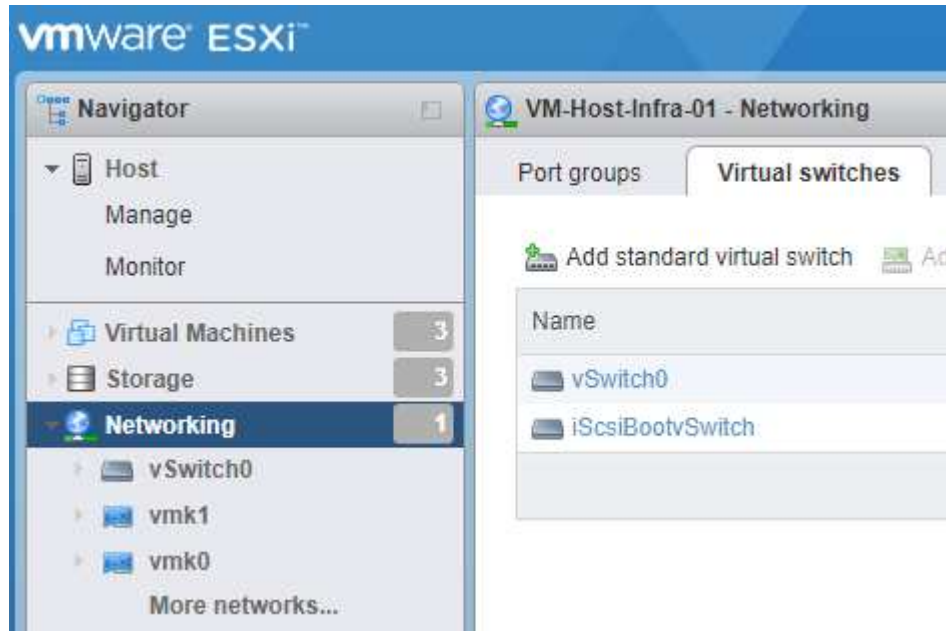 vmware ESXi™
Navigator
Host
Manage
Monitor
Virtual Machines 3
Storage 3
Networking 1
vSwitch0
vmk1
vmk0
More networks...
VM-Host-Infra-01 - Networking
Port groups Virtual switches
Add standard virtual switch
Name
vSwitch0
iScsiBootvSwitch